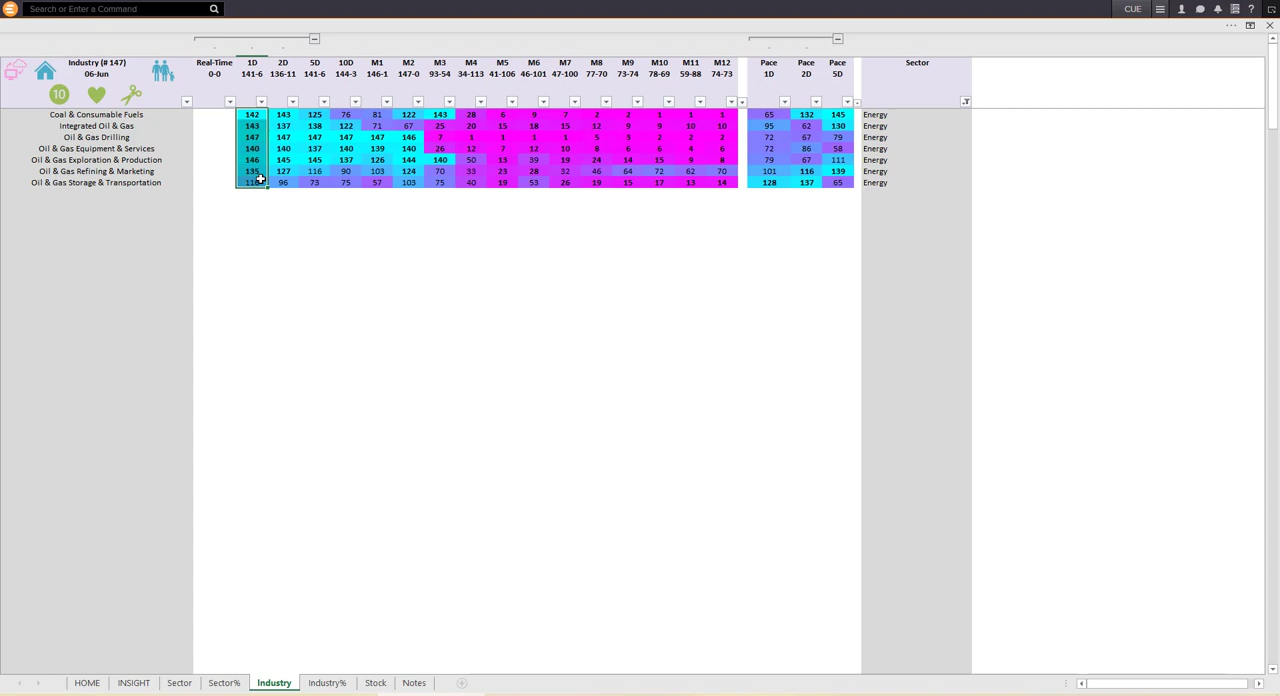 Search or Enter a Command CUE ?
Industry (# 147) Real-Time 1D 2D 5D 10D M1 M2 M3 M4 M5 M6 M7 M8 M9 M10 M11 M12 Pace Pace Pace Sector
06-Jun 0-0 141-6 136-11 141-6 144-3 146-1 147-0 93-54 34-113 41-106 46-101 47-100 77-70 73-74 78-69 59-88 74-73 1D 2D 5D
10
Coal & Consumable Fuels 142 143 125 76 81 122 143 28 6 9 7 2 2 1 1 1 65 132 145 Energy
Integrated Oil & Gas 143 137 138 122 71 67 25 20 15 18 15 12 9 9 10 10 95 62 130 Energy
Oil & Gas Drilling 147 147 147 147 147 146 7 1 1 1 1 5 3 2 2 2 72 67 79 Energy
Oil & Gas Equipment & Services 140 140 137 140 139 140 26 12 7 12 10 8 6 6 4 6 72 86 58 Energy
Oil & Gas Exploration & Production 146 145 145 137 126 144 140 50 13 39 19 24 14 15 9 8 79 67 111 Energy
Oil & Gas Refining & Marketing 135 127 116 90 103 124 70 33 23 28 32 46 64 72 62 70 101 116 139 Energy
Oil & Gas Storage & Transportation 96 73 75 57 103 75 40 19 53 26 19 15 17 13 14 128 137 65 Energy
HOME INSIGHT Sector Sector% Industry Industry% Stock Notes